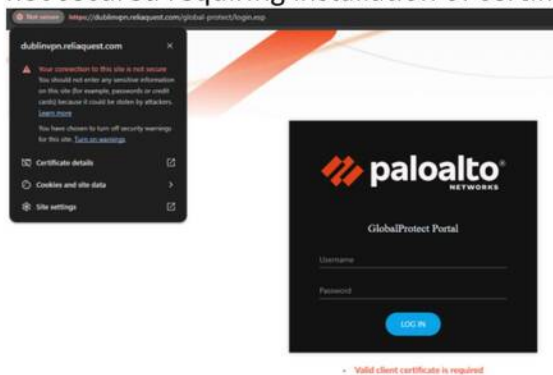 Not secure https://dublinvpn.reliaquest.com/global-protect/login.esp
dublinvpn.reliaquest.com
Your connection to this site is not secure
You should not enter any sensitive information
on this site (for example, passwords or credit
cards) because it could be stolen by attackers.
Learn more
You have chosen to turn off security warnings
for this site. Turn on warnings
Certificate details
Cookies and site data
Site settings
paloalto
NETWORKS
GlobalProtect Portal
Username
Password
LOG IN
Valid client certificate is required